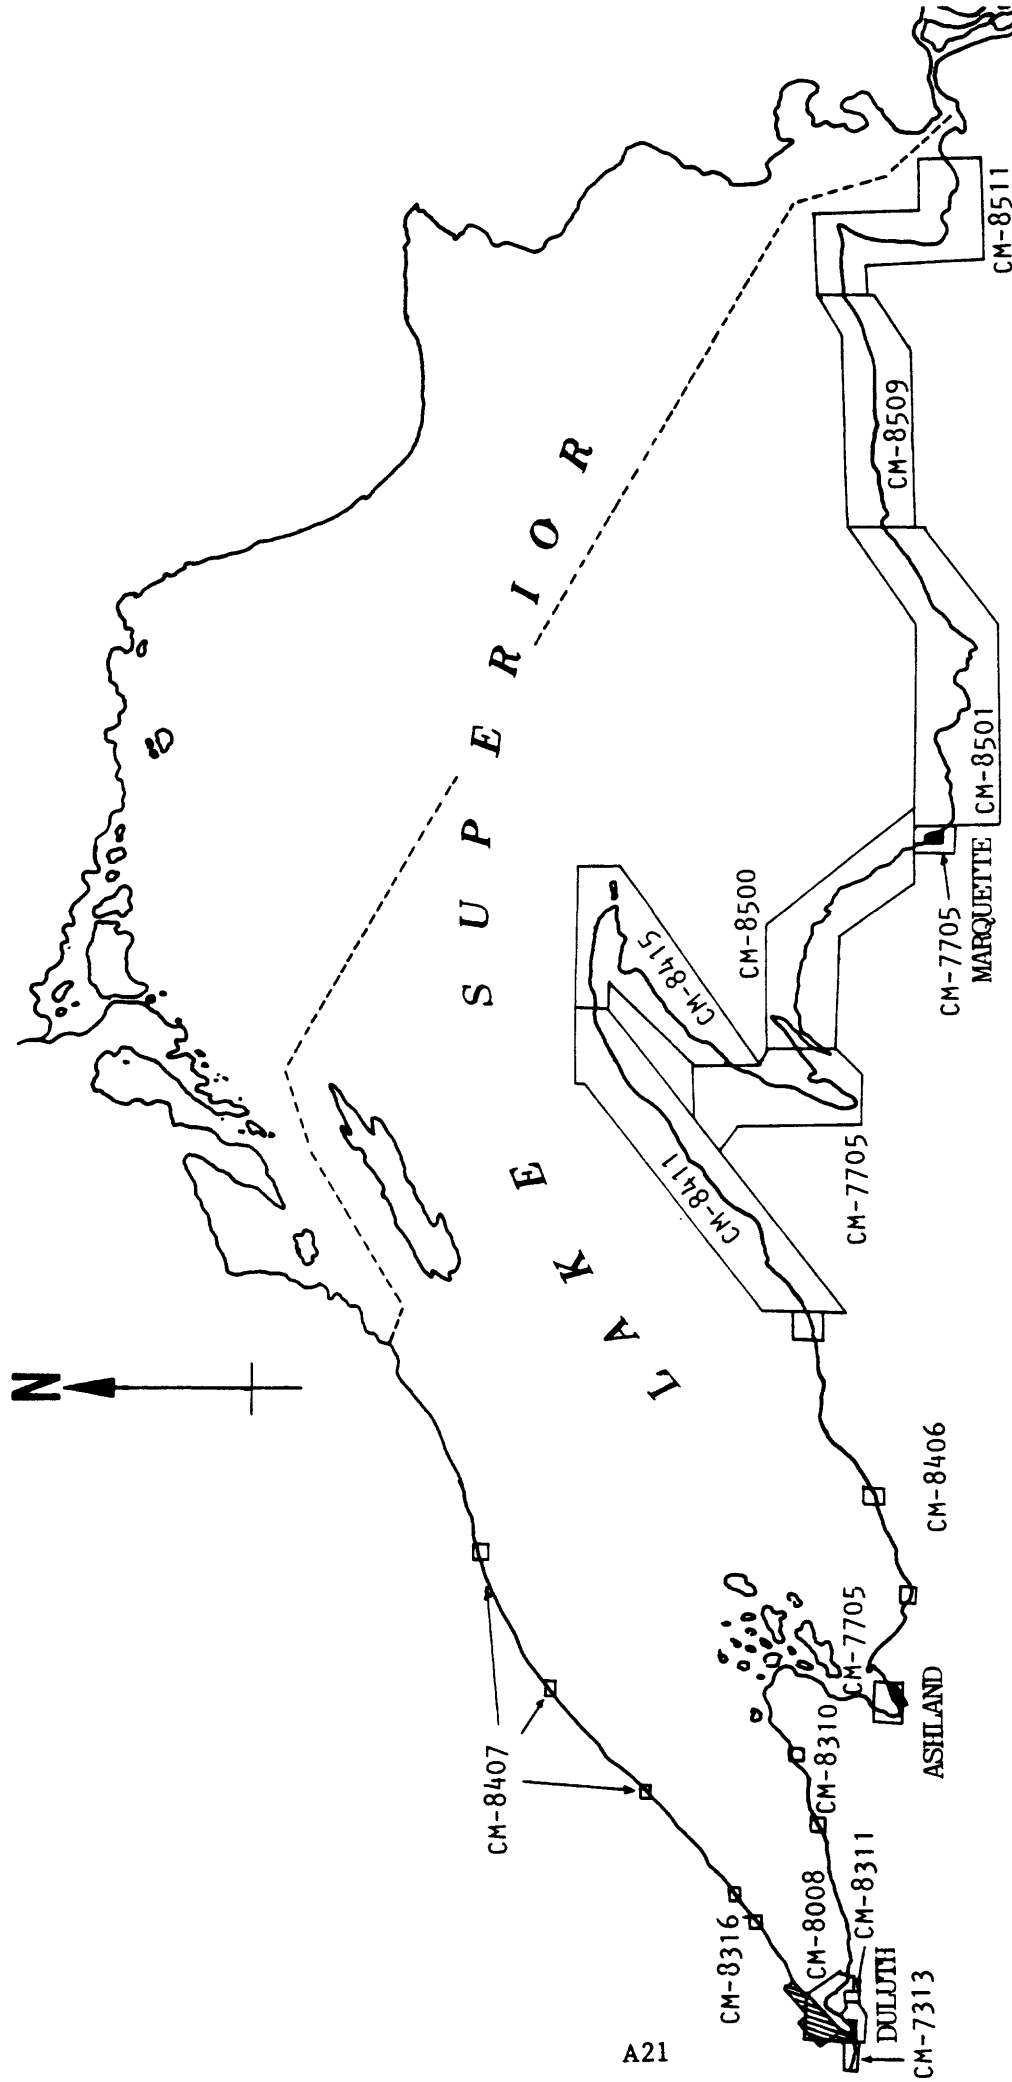 N
LAKE SUPERIOR
CM-8407
CM-8316
CM-8008
CM-8311
DULUTH
CM-7313
CM-8310
CM-7705
ASHLAND
CM-8406
CM-8411
CM-7705
CM-8415
CM-8500
CM-7705
MARQUETTE
CM-8501
CM-8509
CM-8511
A21